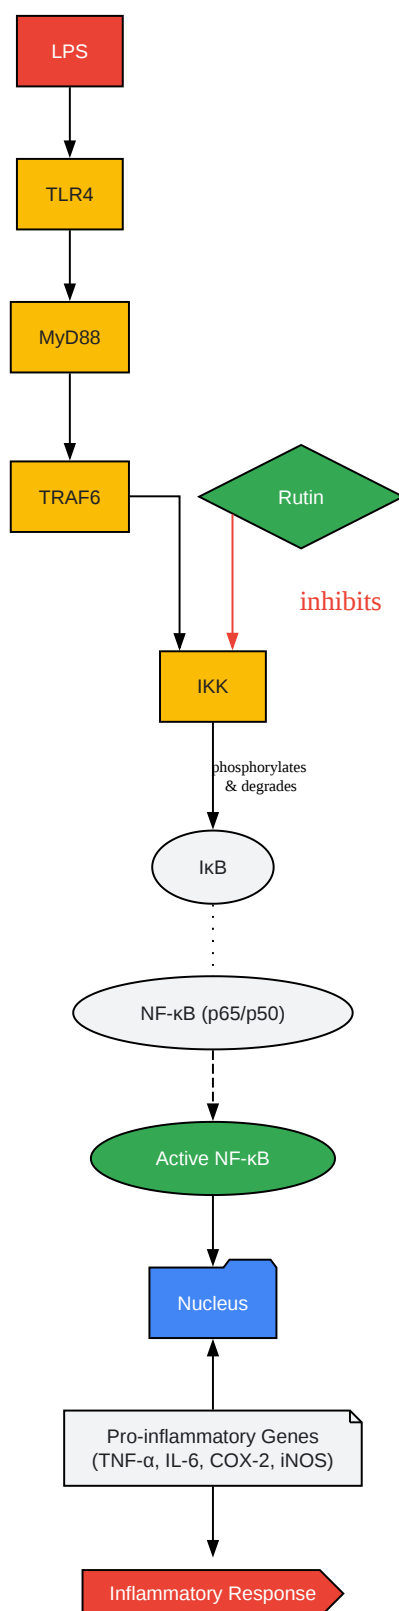 LPS
TLR4
MyD88
TRAF6
Rutin
inhibits
IKK
phosphorylates
& degrades
IκB
NF-κB (p65/p50)
Active NF-κB
Nucleus
Pro-inflammatory Genes
(TNF-α, IL-6, COX-2, iNOS)
Inflammatory Response